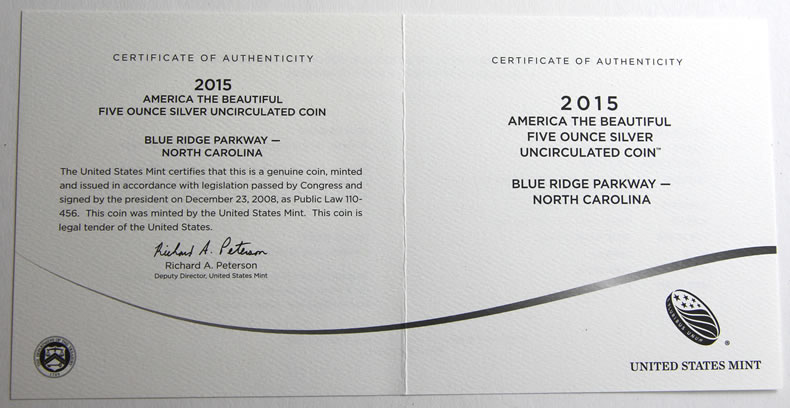 CERTIFICATE OF AUTHENTICITY
2015
AMERICA THE BEAUTIFUL
FIVE OUNCE SILVER UNCIRCULATED COIN
BLUE RIDGE PARKWAY —
NORTH CAROLINA
The United States Mint certifies that this is a genuine coin, minted
and issued in accordance with legislation passed by Congress and
signed by the president on December 23, 2008, as Public Law 110-
456. This coin was minted by the United States Mint. This coin is
legal tender of the United States.
Richard A. Peterson
Richard A. Peterson
Deputy Director, United States Mint
CERTIFICATE OF AUTHENTICITY
2015
AMERICA THE BEAUTIFUL
FIVE OUNCE SILVER
UNCIRCULATED COIN™
BLUE RIDGE PARKWAY —
NORTH CAROLINA
E PLURIBUS UNUM
®
UNITED STATES MINT